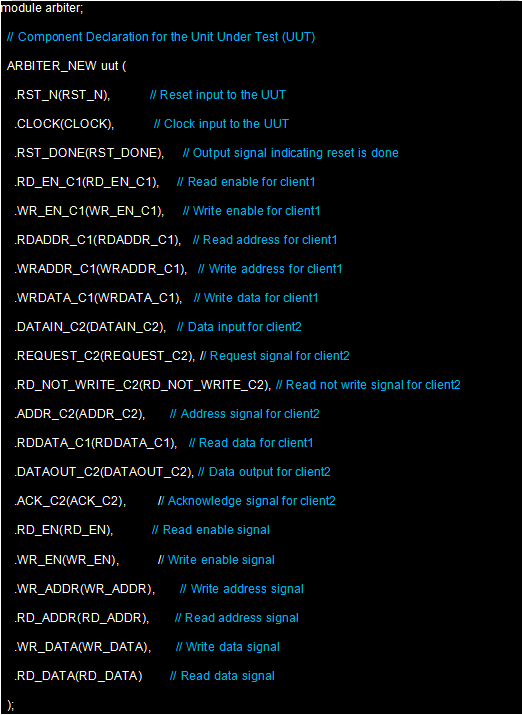 module arbiter;
// Component Declaration for the Unit Under Test (UUT)
ARBITER_NEW uut (
.RST_N(RST_N), // Reset input to the UUT
.CLOCK(CLOCK), // Clock input to the UUT
.RST_DONE(RST_DONE), // Output signal indicating reset is done
.RD_EN_C1(RD_EN_C1), // Read enable for client1
.WR_EN_C1(WR_EN_C1), // Write enable for client1
.RDADDR_C1(RDADDR_C1), // Read address for client1
.WRADDR_C1(WRADDR_C1), // Write address for client1
.WRDATA_C1(WRDATA_C1), // Write data for client1
.DATAIN_C2(DATAIN_C2), // Data input for client2
.REQUEST_C2(REQUEST_C2), // Request signal for client2
.RD_NOT_WRITE_C2(RD_NOT_WRITE_C2), // Read not write signal for client2
.ADDR_C2(ADDR_C2), // Address signal for client2
.RDDATA_C1(RDDATA_C1), // Read data for client1
.DATAOUT_C2(DATAOUT_C2), // Data output for client2
.ACK_C2(ACK_C2), // Acknowledge signal for client2
.RD_EN(RD_EN), // Read enable signal
.WR_EN(WR_EN), // Write enable signal
.WR_ADDR(WR_ADDR), // Write address signal
.RD_ADDR(RD_ADDR), // Read address signal
.WR_DATA(WR_DATA), // Write data signal
.RD_DATA(RD_DATA) // Read data signal
);